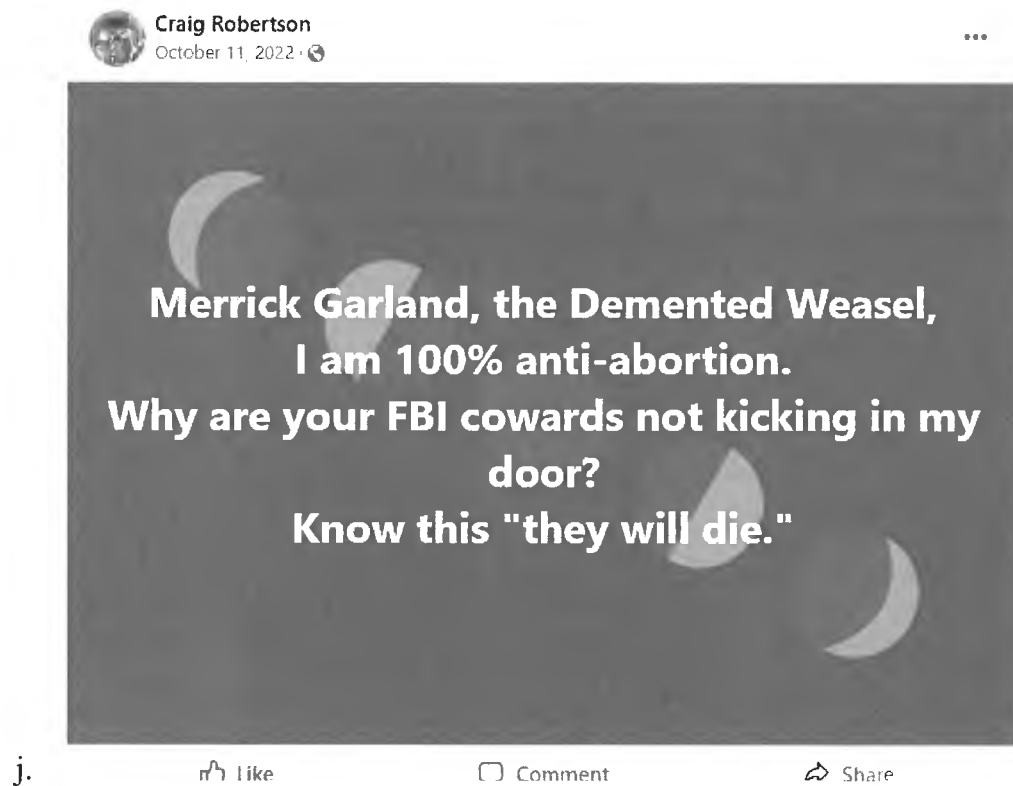 Craig Robertson
October 11, 2022
Merrick Garland, the Demented Weasel,
I am 100% anti-abortion.
Why are your FBI cowards not kicking in my
door?
Know this "they will die."
j.
Like
Comment
Share